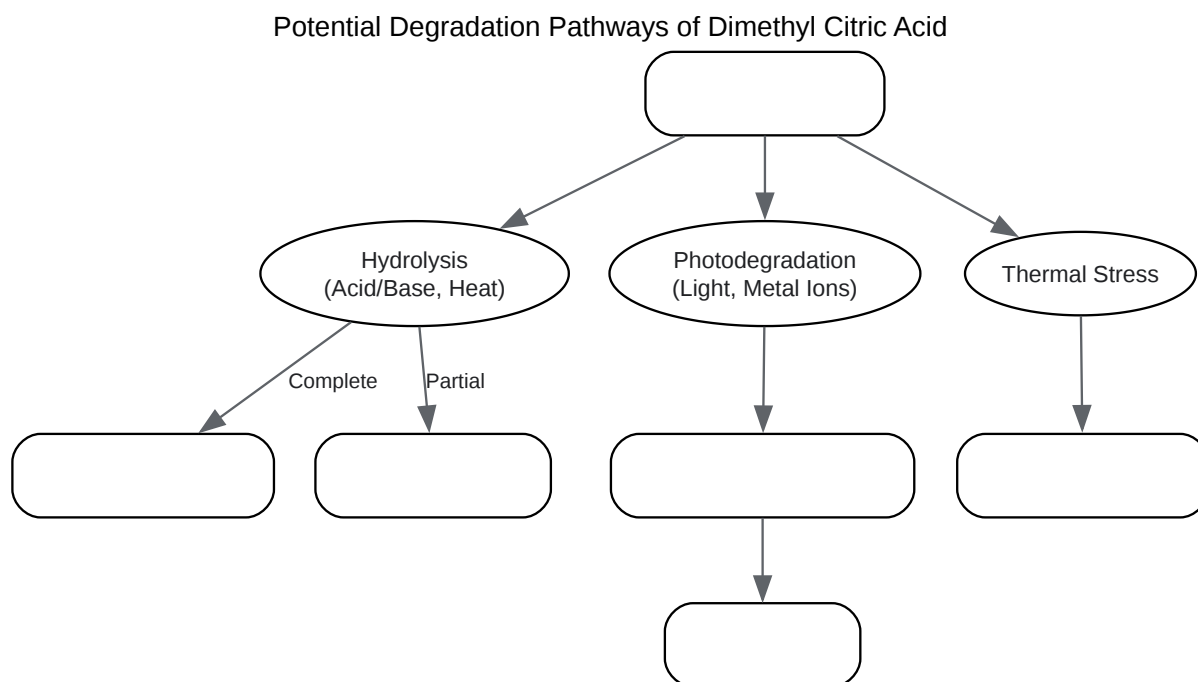 Potential Degradation Pathways of Dimethyl Citric Acid
Hydrolysis
(Acid/Base, Heat)
Photodegradation
(Light, Metal Ions)
Thermal Stress
Complete
Partial